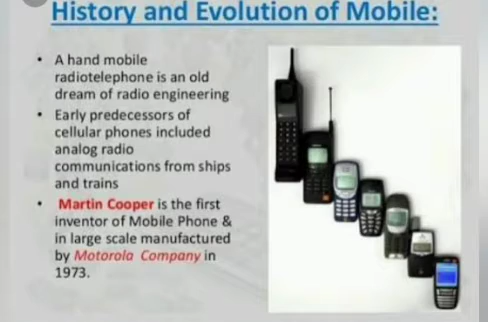 History and Evolution of Mobile:
• A hand mobile
radiotelephone is an old
dream of radio engineering
• Early predecessors of
cellular phones included
analog radio
communications from ships
and trains
• Martin Cooper is the first
inventor of Mobile Phone &
in large scale manufactured
by Motorola Company in
1973.